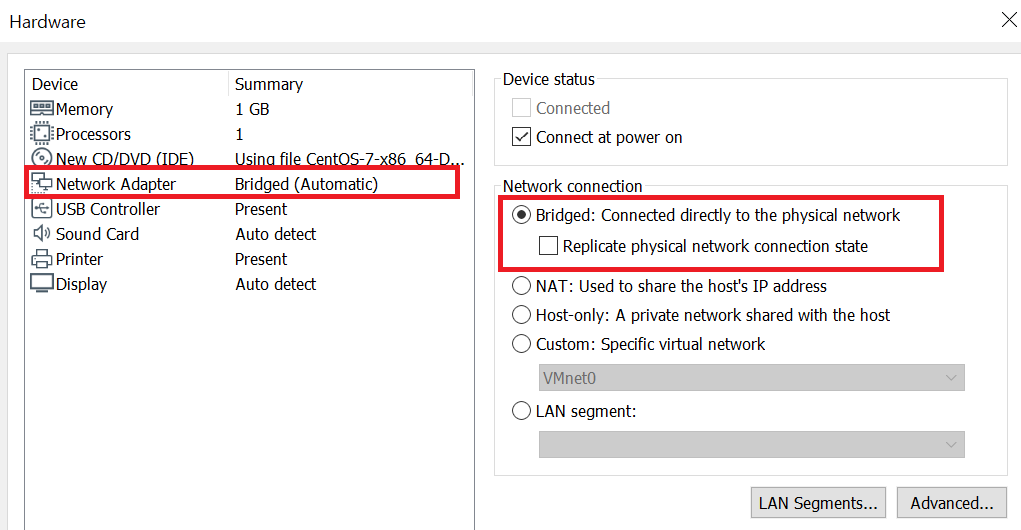 Hardware
Device Summary
Memory 1 GB
Processors 1
New CD/DVD (IDE) Using file CentOS-7-x86_64-D...
Network Adapter Bridged (Automatic)
USB Controller Present
Sound Card Auto detect
Printer Present
Display Auto detect
Device status
Connected
Connect at power on
Network connection
Bridged: Connected directly to the physical network
Replicate physical network connection state
NAT: Used to share the host's IP address
Host-only: A private network shared with the host
Custom: Specific virtual network
VMnet0
LAN segment:
LAN Segments... Advanced...